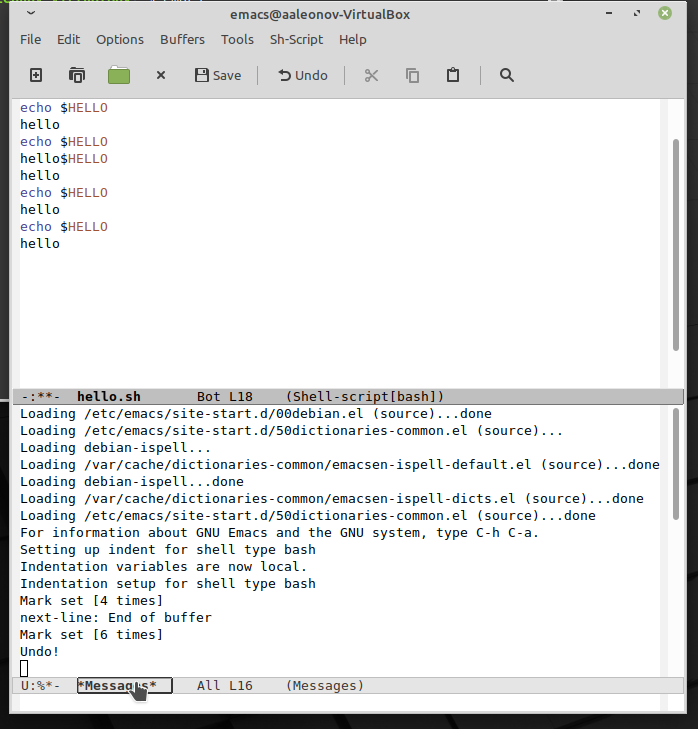 emacs@aaleonov-VirtualBox
File Edit Options Buffers Tools Sh-Script Help
Save Undo
echo $HELLO
hello
echo $HELLO
hello$HELLO
hello
echo $HELLO
hello
echo $HELLO
hello
-:**- hello.sh Bot L18 (Shell-script[bash])
Loading /etc/emacs/site-start.d/00debian.el (source)...done
Loading /etc/emacs/site-start.d/50dictionaries-common.el (source)...
Loading debian-ispell...
Loading /var/cache/dictionaries-common/emacsen-ispell-default.el (source)...done
Loading debian-ispell...done
Loading /var/cache/dictionaries-common/emacsen-ispell-dicts.el (source)...done
Loading /etc/emacs/site-start.d/50dictionaries-common.el (source)...done
For information about GNU Emacs and the GNU system, type C-h C-a.
Setting up indent for shell type bash
Indentation variables are now local.
Indentation setup for shell type bash
Mark set [4 times]
next-line: End of buffer
Mark set [6 times]
Undo!
U:%*- *Messages* All L16 (Messages)